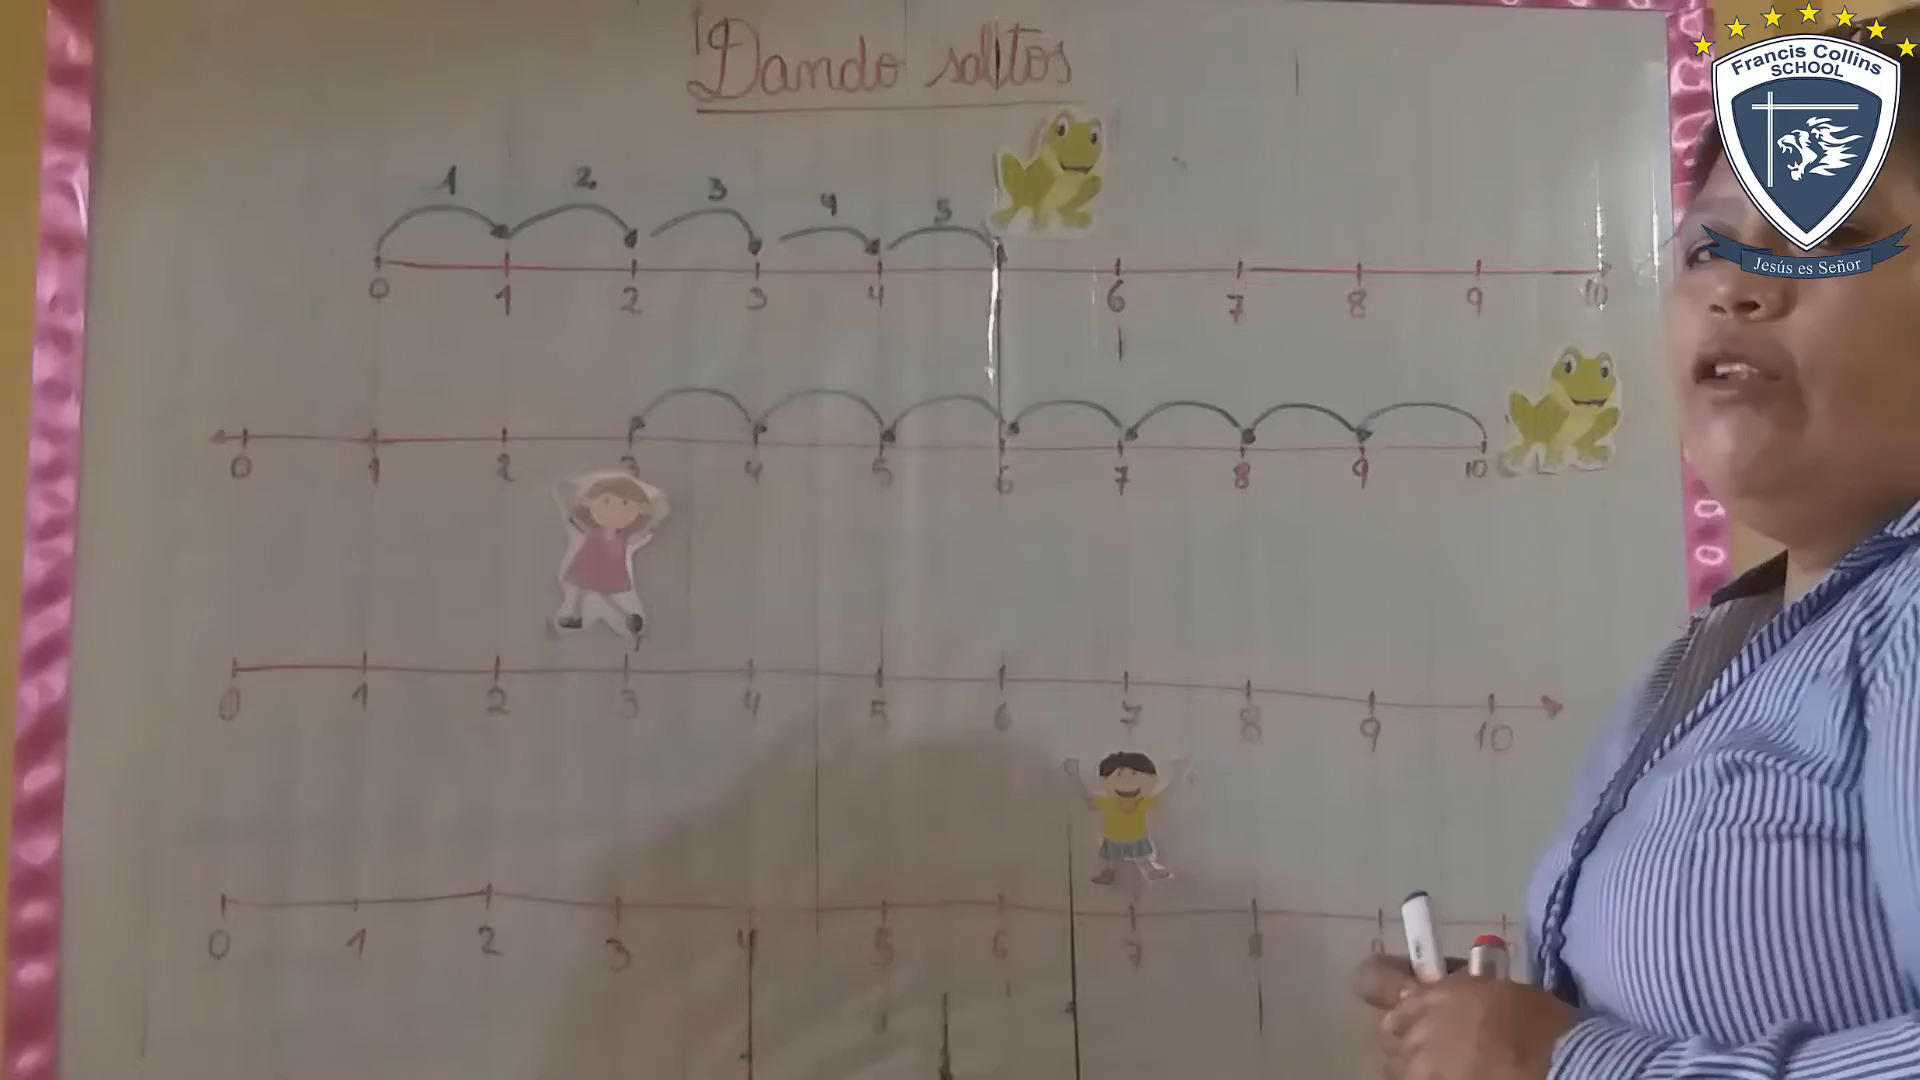 Dando saltos
Francis Collins
SCHOOL
Jesús es Señor
1 2 3 4 5
0 1 2 3 4 6 7 8 9 10
0 1 2 3 4 5 6 7 8 9 10
0 1 2 3 4 5 6 7 8 9 10
0 1 2 3 4 5 6 7 8